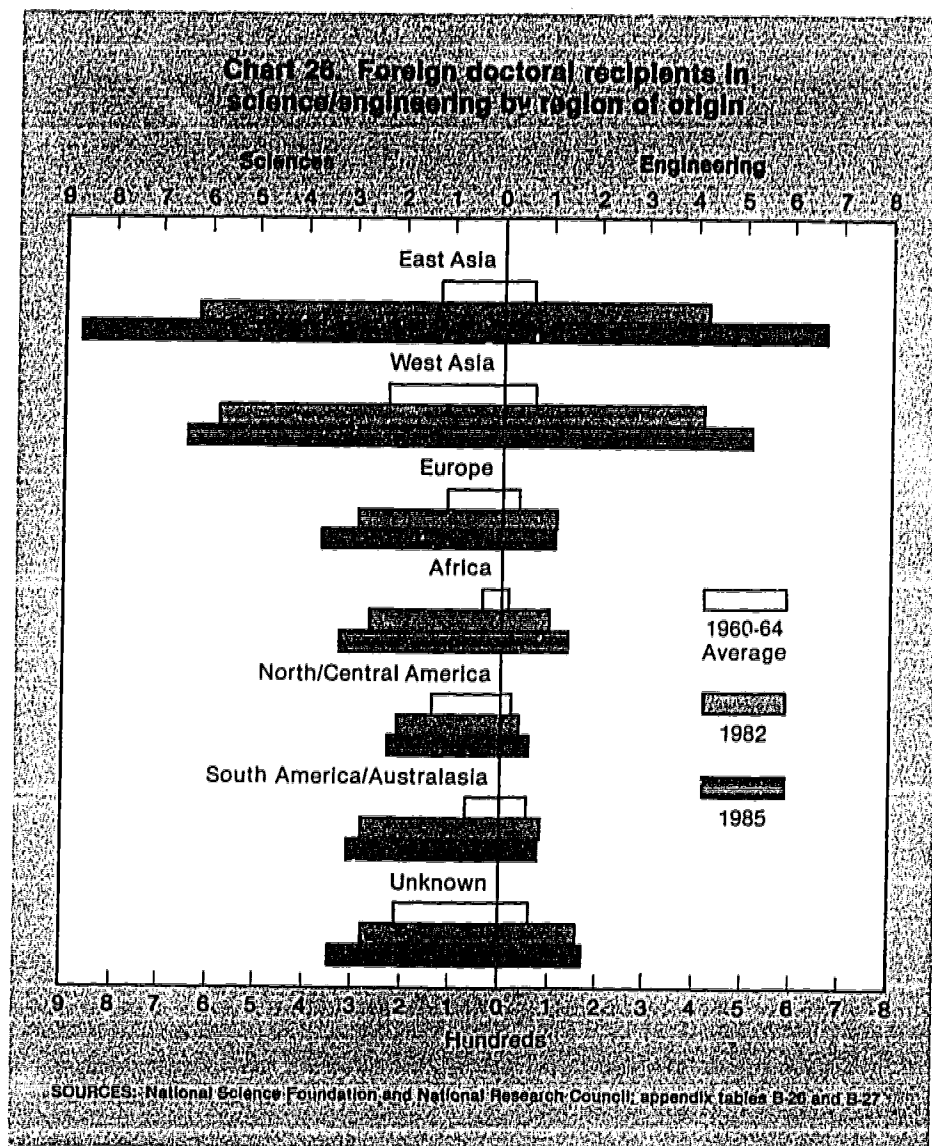 Chart 26. Foreign doctoral recipients in
science/engineering by region of origin
Sciences Engineering
9 8 7 6 5 4 3 2 1 0 1 2 3 4 5 6 7 8
East Asia
West Asia
Europe
Africa
North/Central America
South America/Australasia
Unknown
1960-64
Average
1982
1985
9 8 7 6 5 4 3 2 1 0 1 2 3 4 5 6 7 8
Hundreds
SOURCES: National Science Foundation and National Research Council; appendix tables B-26 and B-27